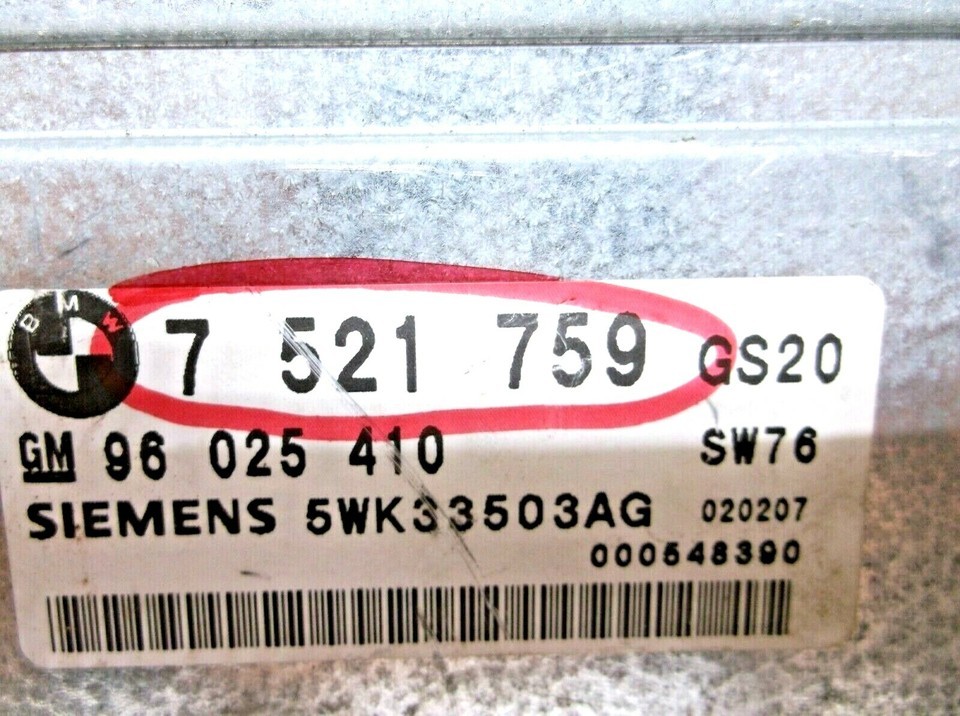 BMW 7 521 759 GS20
GM 96 025 410 SW76
SIEMENS 5WK33503AG 020207
000548390